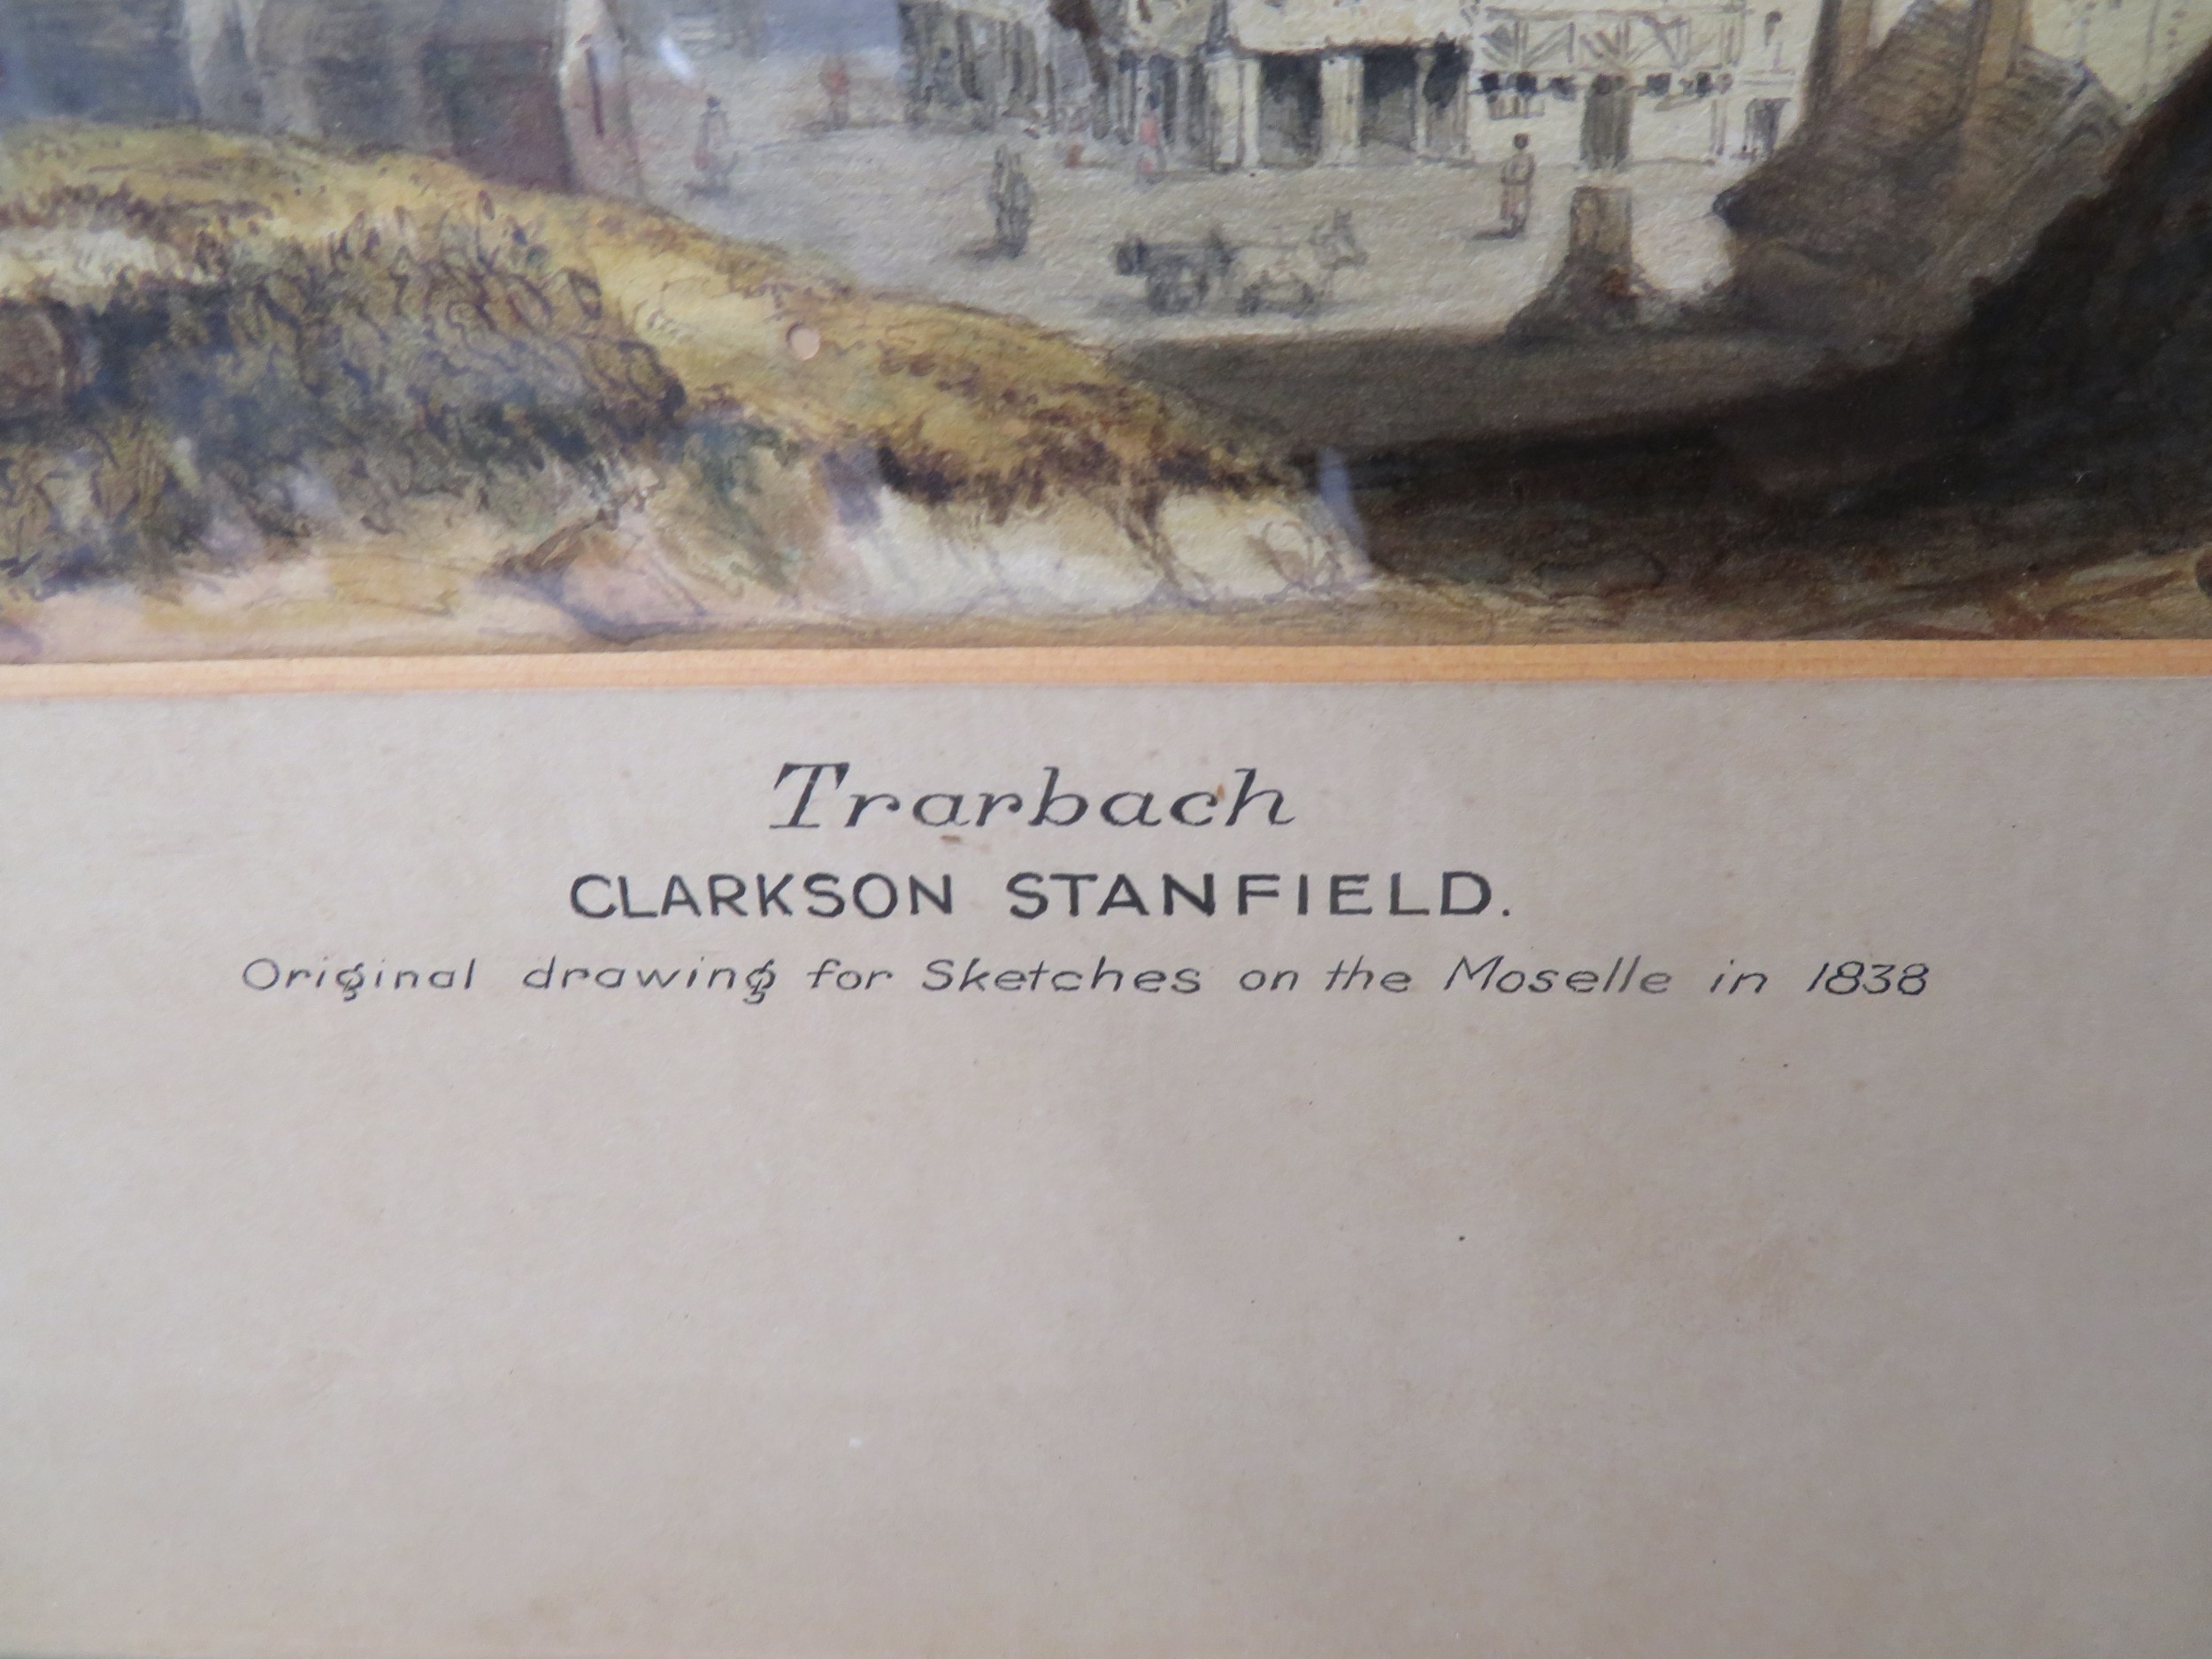 Trarbach
CLARKSON STANFIELD.
Original drawing for Sketches on the Moselle in 1838